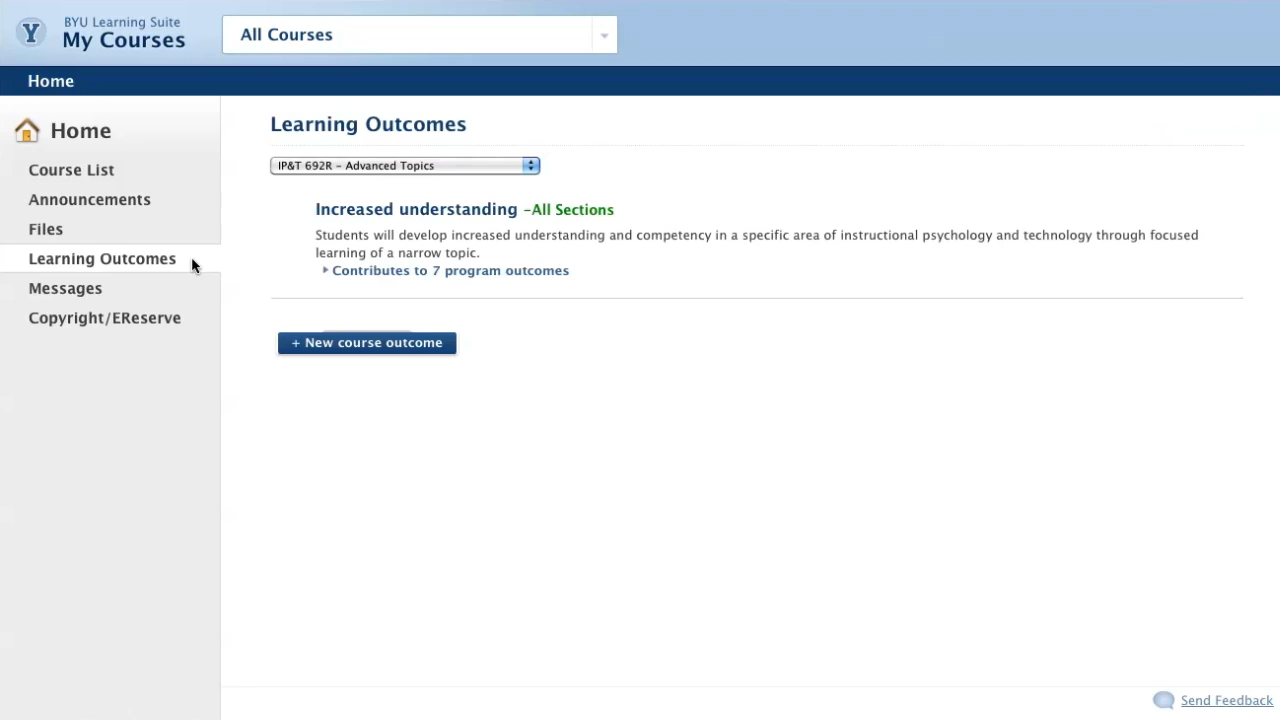 Y
BYU Learning Suite
My Courses
All Courses
Home
Home
Course List
Announcements
Files
Learning Outcomes
Messages
Copyright/EReserve
Learning Outcomes
IP&T 692R - Advanced Topics
Increased understanding -All Sections
Students will develop increased understanding and competency in a specific area of instructional psychology and technology through focused
learning of a narrow topic.
Contributes to 7 program outcomes
+ New course outcome
Send Feedback